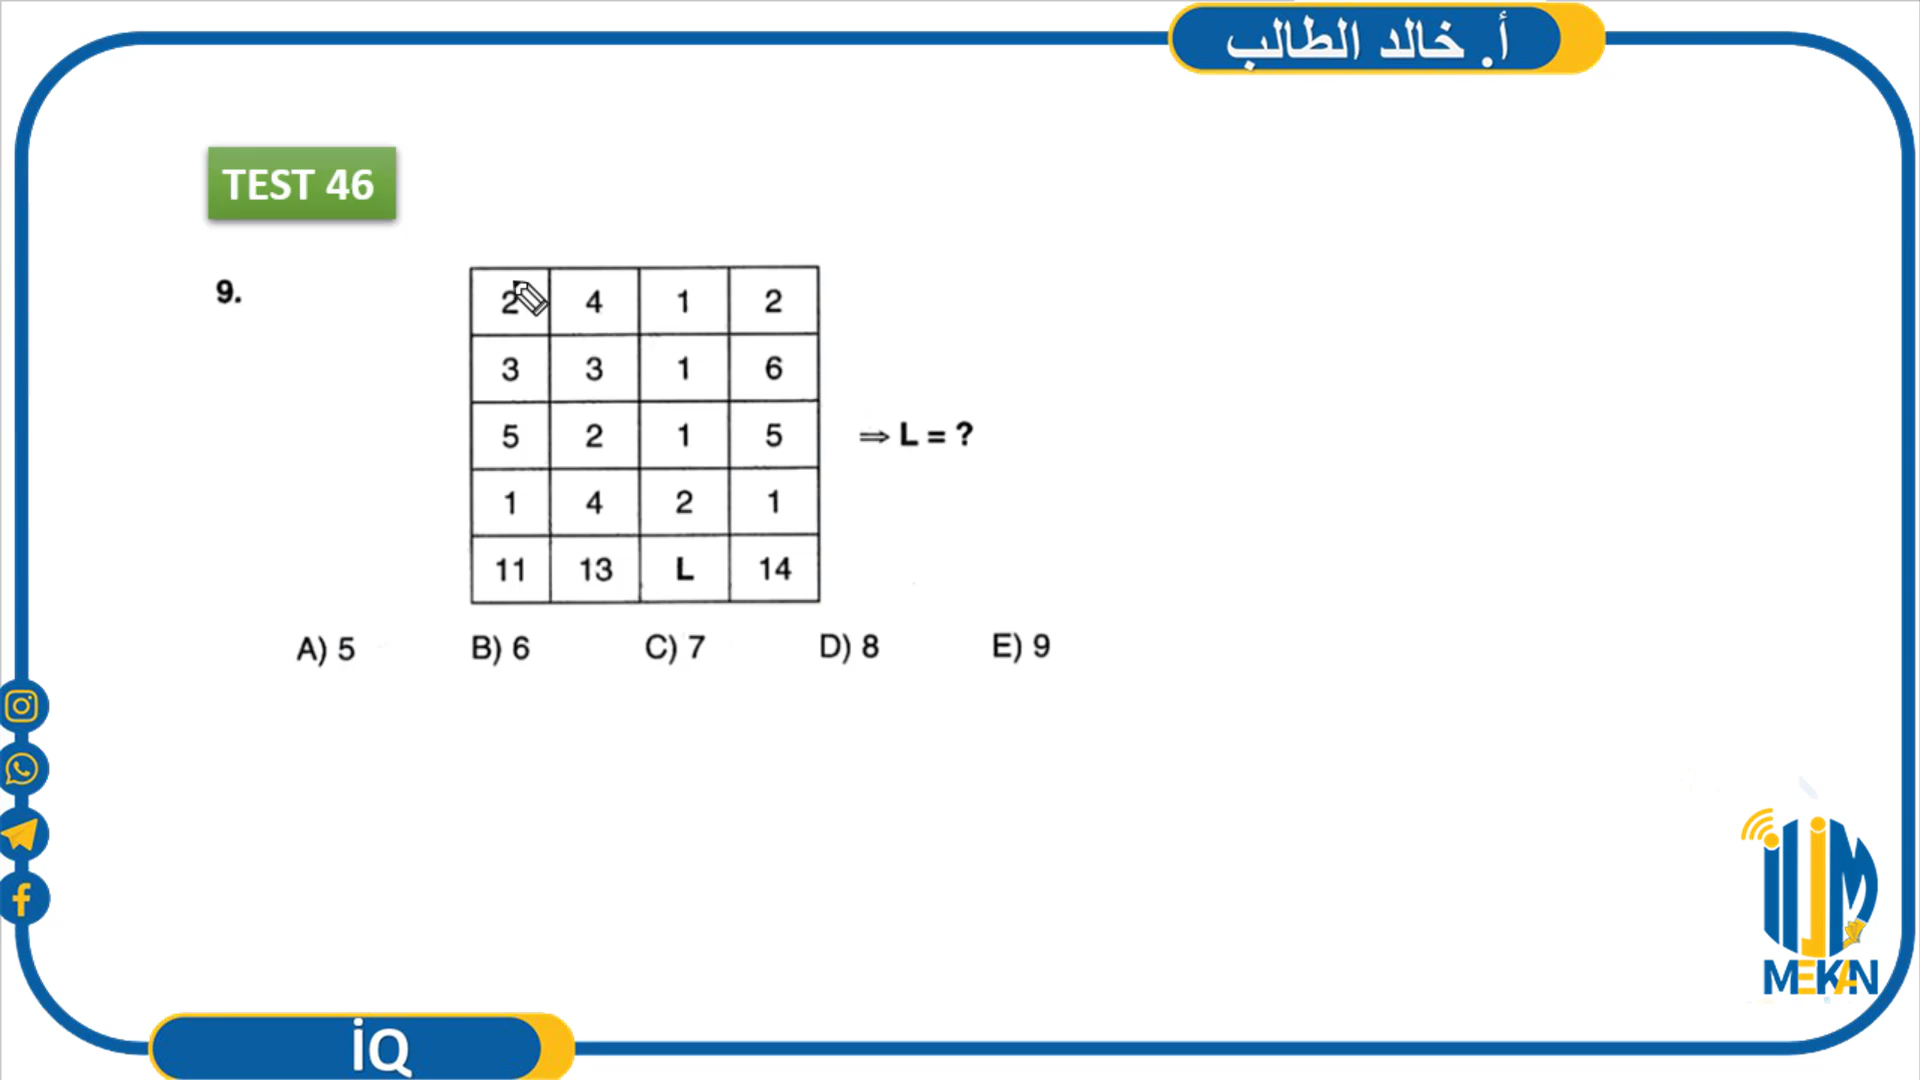 أ. خالد الطالب
TEST 46
9.
2 4 1 2
3 3 1 6
5 2 1 5
1 4 2 1
11 13 L 14
⇒ L = ?
A) 5 B) 6 C) 7 D) 8 E) 9
MEKAN
İQ